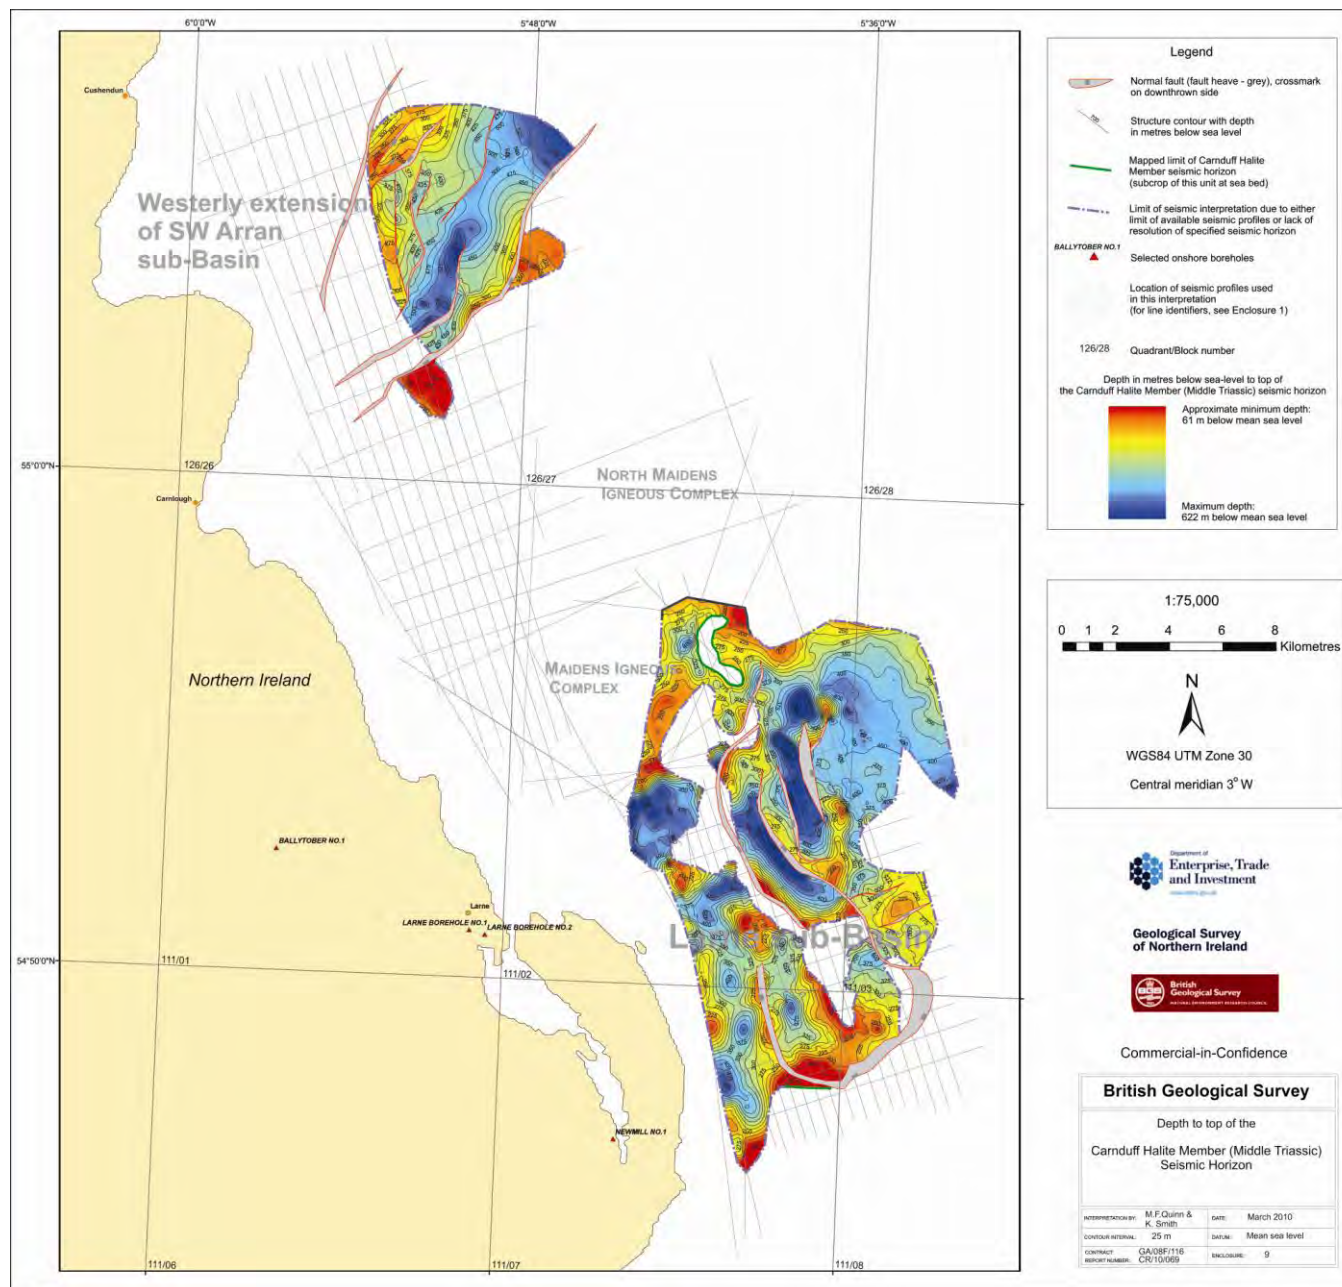 6°0'0"W
5°48'0"W
5°36'0"W
Cushendun
Westerly extension
of SW Arran
sub-Basin
55°0'0"N
126/26
126/27
126/28
Carnlough
NORTH MAIDENS
IGNEOUS COMPLEX
MAIDENS IGNEOUS
COMPLEX
Northern Ireland
BALLYTOBER NO.1
Larne
LARNE BOREHOLE NO.1
LARNE BOREHOLE NO.2
Larne sub-Basin
54°50'0"N
111/01
111/02
111/03
NEWMILL NO.1
111/06
111/07
111/08
Legend
Normal fault (fault heave - grey), crossmark
on downthrown side
Structure contour with depth
in metres below sea level
Mapped limit of Carnduff Halite
Member seismic horizon
(subcrop of this unit at sea bed)
Limit of seismic interpretation due to either
limit of available seismic profiles or lack of
resolution of specified seismic horizon
BALLYTOBER NO.1
Selected onshore boreholes
Location of seismic profiles used
in this interpretation
(for line identifiers, see Enclosure 1)
126/28 Quadrant/Block number
Depth in metres below sea-level to top of
the Carnduff Halite Member (Middle Triassic) seismic horizon
Approximate minimum depth:
61 m below mean sea level
Maximum depth:
622 m below mean sea level
1:75,000
0 1 2 4 6 8
Kilometres
N
WGS84 UTM Zone 30
Central meridian 3° W
Department of
Enterprise, Trade
and Investment
Geological Survey
of Northern Ireland
BGS
British
Geological Survey
NATURAL ENVIRONMENT RESEARCH COUNCIL
Commercial-in-Confidence
British Geological Survey
Depth to top of the
Carnduff Halite Member (Middle Triassic)
Seismic Horizon
INTERPRETATION BY: M.F.Quinn &
K. Smith
DATE: March 2010
CONTOUR INTERVAL: 25 m
DATUM: Mean sea level
CONTRACT GA/08F/116
REPORT NUMBER: CR/10/069
ENCLOSURE: 9